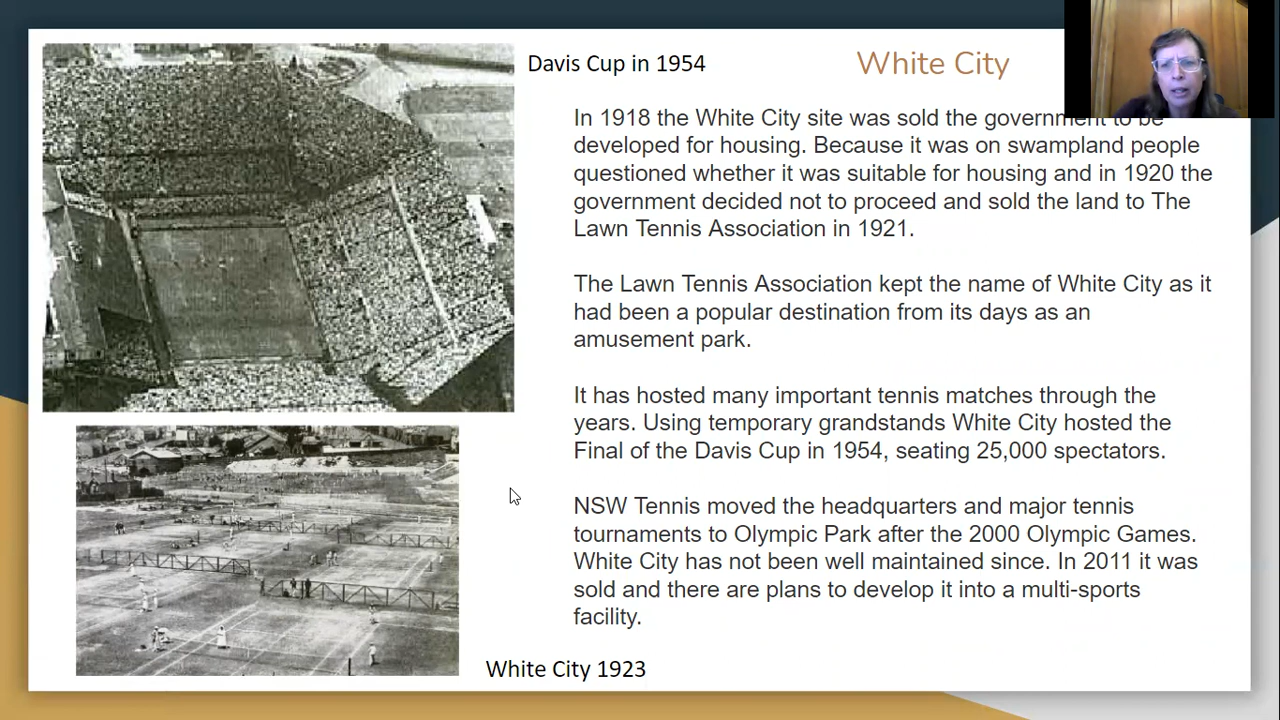 Davis Cup in 1954
White City
In 1918 the White City site was sold the government to be
developed for housing. Because it was on swampland people
questioned whether it was suitable for housing and in 1920 the
government decided not to proceed and sold the land to The
Lawn Tennis Association in 1921.
The Lawn Tennis Association kept the name of White City as it
had been a popular destination from its days as an
amusement park.
It has hosted many important tennis matches through the
years. Using temporary grandstands White City hosted the
Final of the Davis Cup in 1954, seating 25,000 spectators.
NSW Tennis moved the headquarters and major tennis
tournaments to Olympic Park after the 2000 Olympic Games.
White City has not been well maintained since. In 2011 it was
sold and there are plans to develop it into a multi-sports
facility.
White City 1923